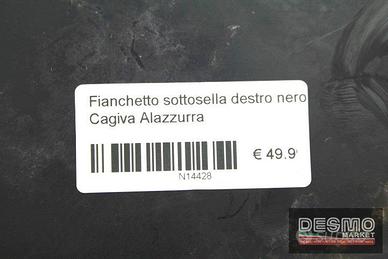 Fianchetto sottosella destro nero
Cagiva Alazzurra
€ 49.9
N14428
DESMO
MARKET